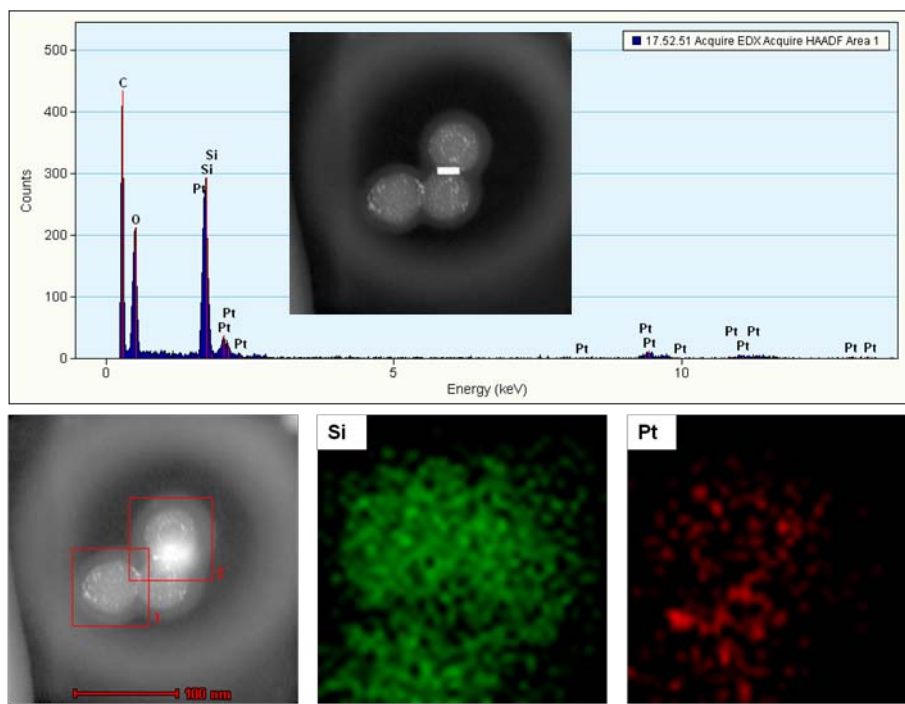 17.52.51 Acquire EDX Acquire HAADF Area 1
500
400
300
200
100
0
Counts
C
O
Pt
Si
Si
Pt
Pt
Pt
Pt
Pt
Pt
Pt
Pt
Pt
Pt
Pt
Pt
0
5
10
Energy (keV)
1
2
100 nm
Si
Pt